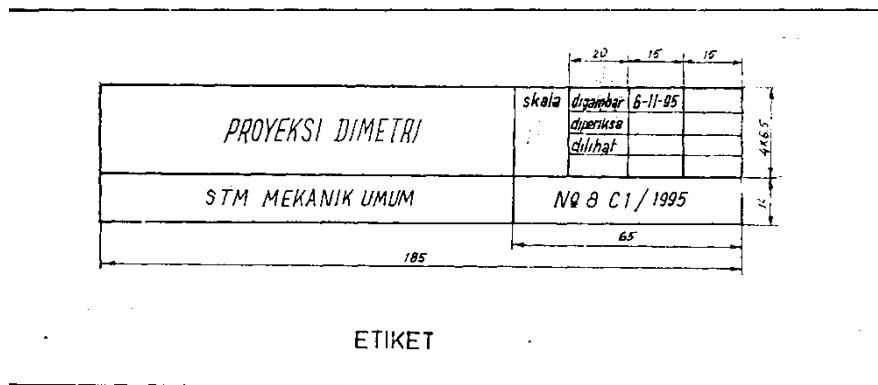 20 15 15
PROYEKSI DIMETRI
skala
digambar 6-11-95
diperiksa
dilihat
4x6.5
STM MEKANIK UMUM
Nº 8 C1 / 1995
65
185
ETIKET